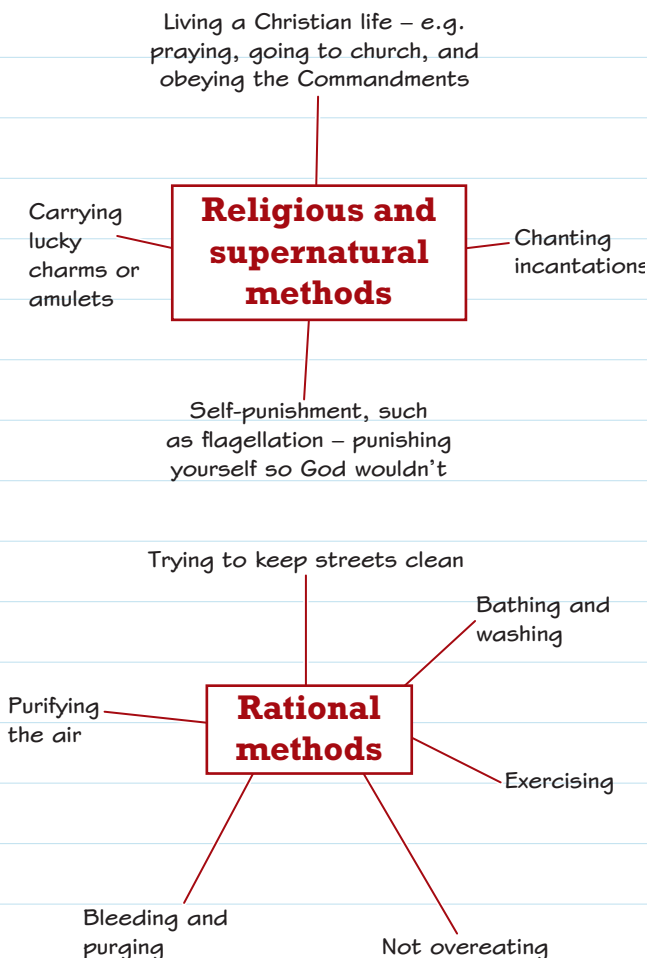 Living a Christian life – e.g.
praying, going to church, and
obeying the Commandments
Religious and
supernatural
methods
Carrying
lucky
charms or
amulets
Chanting
incantations
Self-punishment, such
as flagellation – punishing
yourself so God wouldn't
Trying to keep streets clean
Bathing and
washing
Purifying
the air
Rational
methods
Exercising
Bleeding and
purging
Not overeating